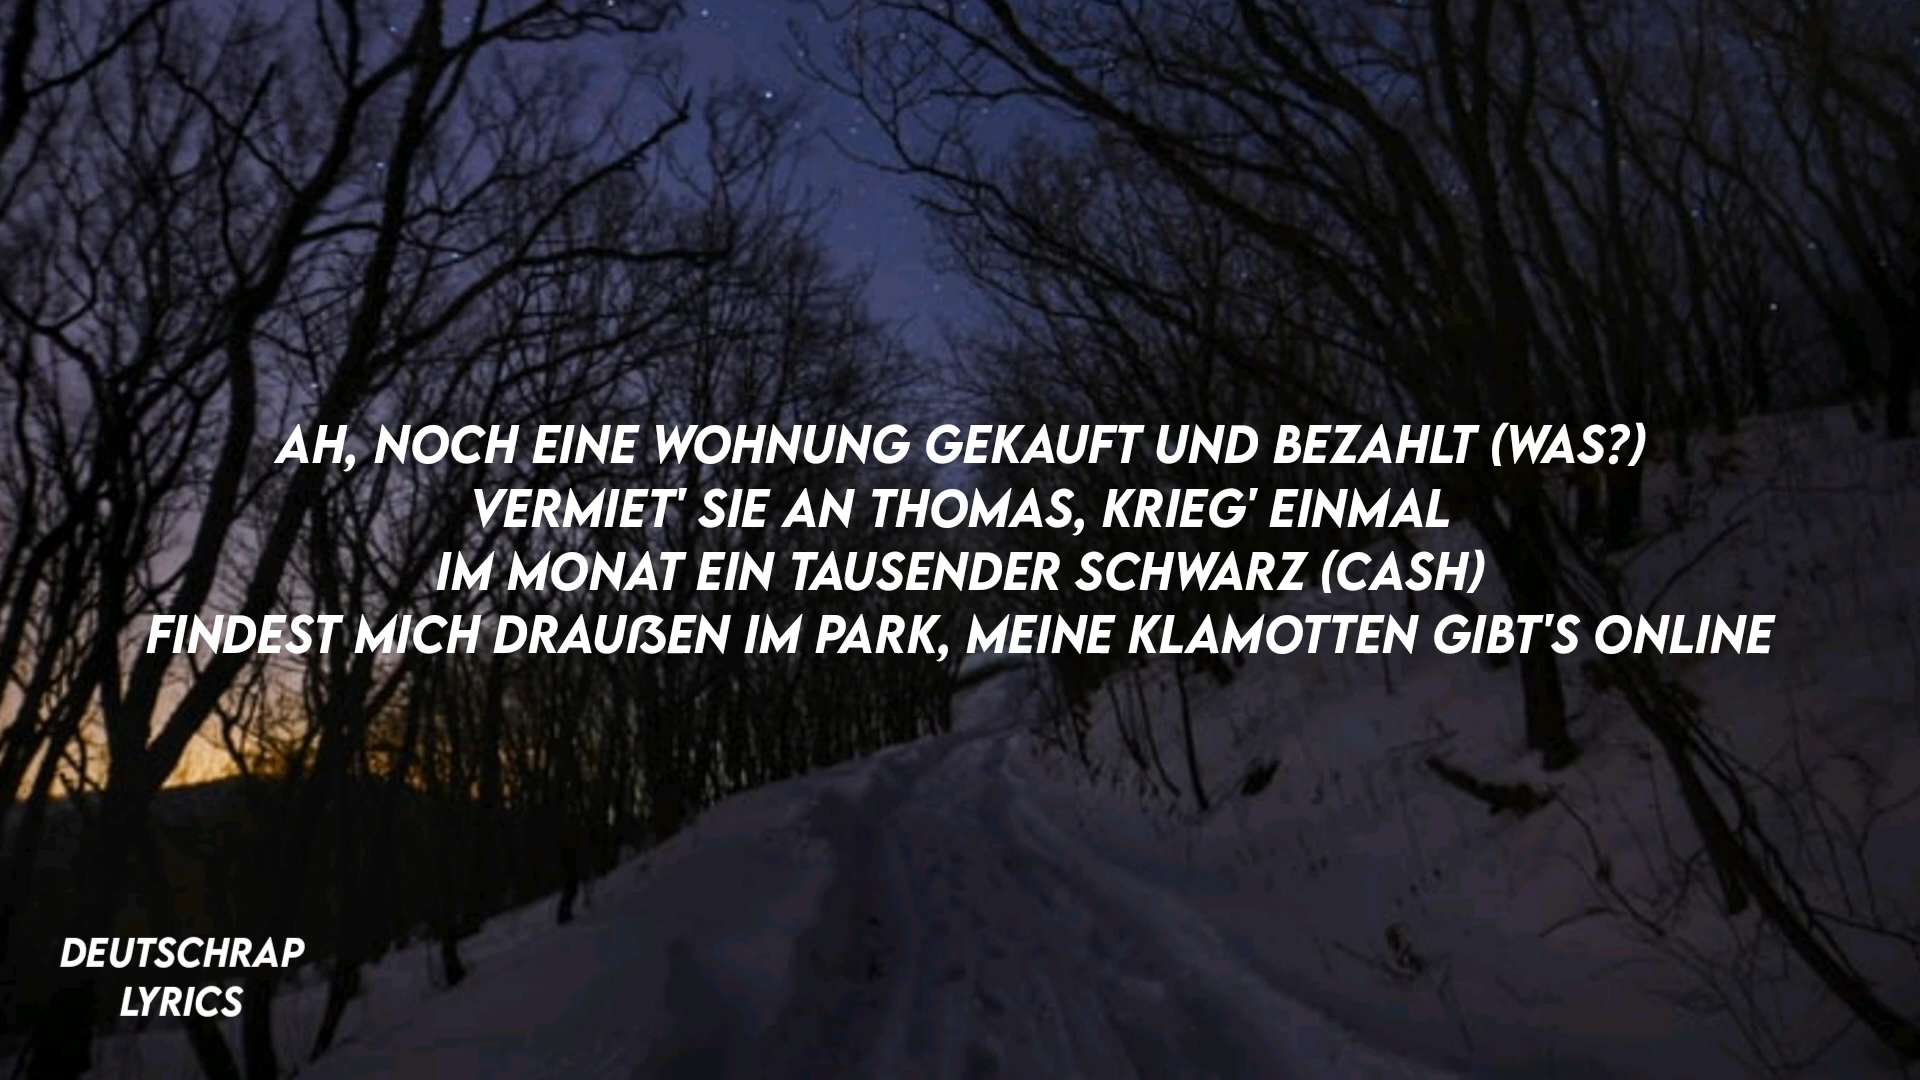 AH, NOCH EINE WOHNUNG GEKAUFT UND BEZAHLT (WAS?)
VERMIET' SIE AN THOMAS, KRIEG' EINMAL
IM MONAT EIN TAUSENDER SCHWARZ (CASH)
FINDEST MICH DRAUßEN IM PARK, MEINE KLAMOTTEN GIBT'S ONLINE
DEUTSCHRAP
LYRICS